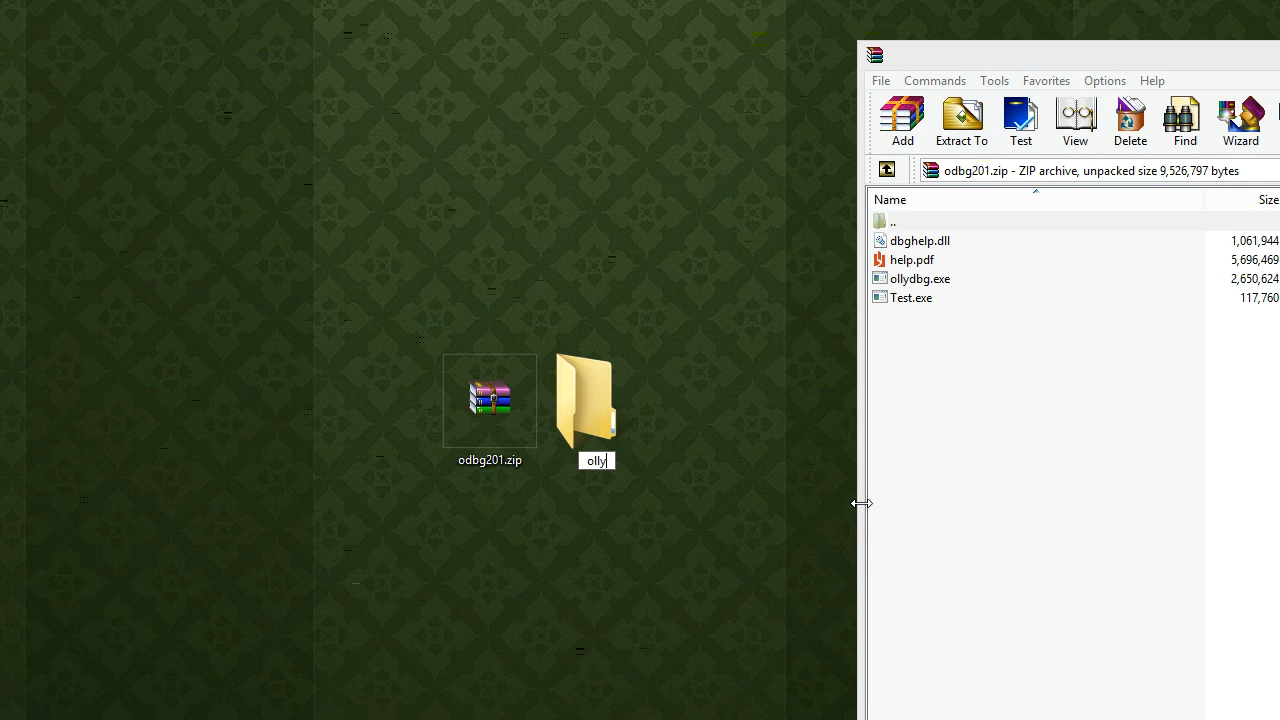 File Commands Tools Favorites Options Help
Add Extract To Test View Delete Find Wizard
odbg201.zip - ZIP archive, unpacked size 9,526,797 bytes
Name Size
..
dbghelp.dll 1,061,944
help.pdf 5,696,469
ollydbg.exe 2,650,624
Test.exe 117,760
odbg201.zip olly